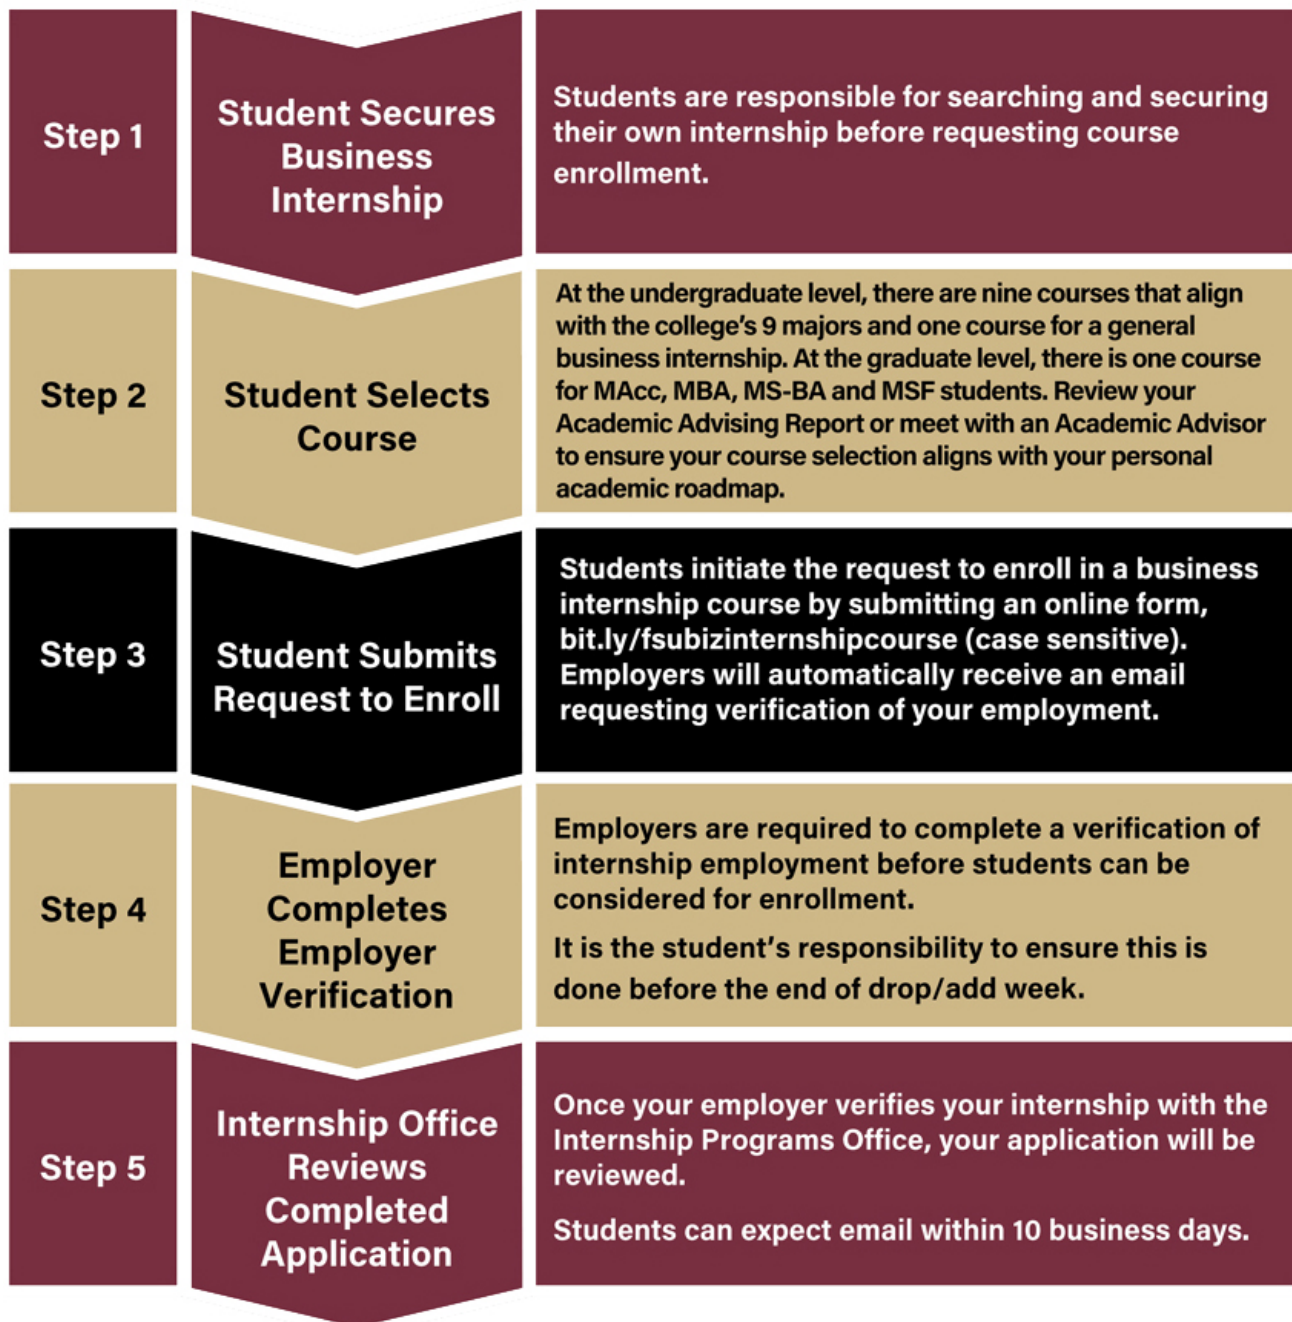 Step 1
Student Secures
Business
Internship
Students are responsible for searching and securing
their own internship before requesting course
enrollment.
Step 2
Student Selects
Course
At the undergraduate level, there are nine courses that align
with the college's 9 majors and one course for a general
business internship. At the graduate level, there is one course
for MAcc, MBA, MS-BA and MSF students. Review your
Academic Advising Report or meet with an Academic Advisor
to ensure your course selection aligns with your personal
academic roadmap.
Step 3
Student Submits
Request to Enroll
Students initiate the request to enroll in a business
internship course by submitting an online form,
bit.ly/fsubizinternshipcourse (case sensitive).
Employers will automatically receive an email
requesting verification of your employment.
Step 4
Employer
Completes
Employer
Verification
Employers are required to complete a verification of
internship employment before students can be
considered for enrollment.
It is the student's responsibility to ensure this is
done before the end of drop/add week.
Step 5
Internship Office
Reviews
Completed
Application
Once your employer verifies your internship with the
Internship Programs Office, your application will be
reviewed.
Students can expect email within 10 business days.